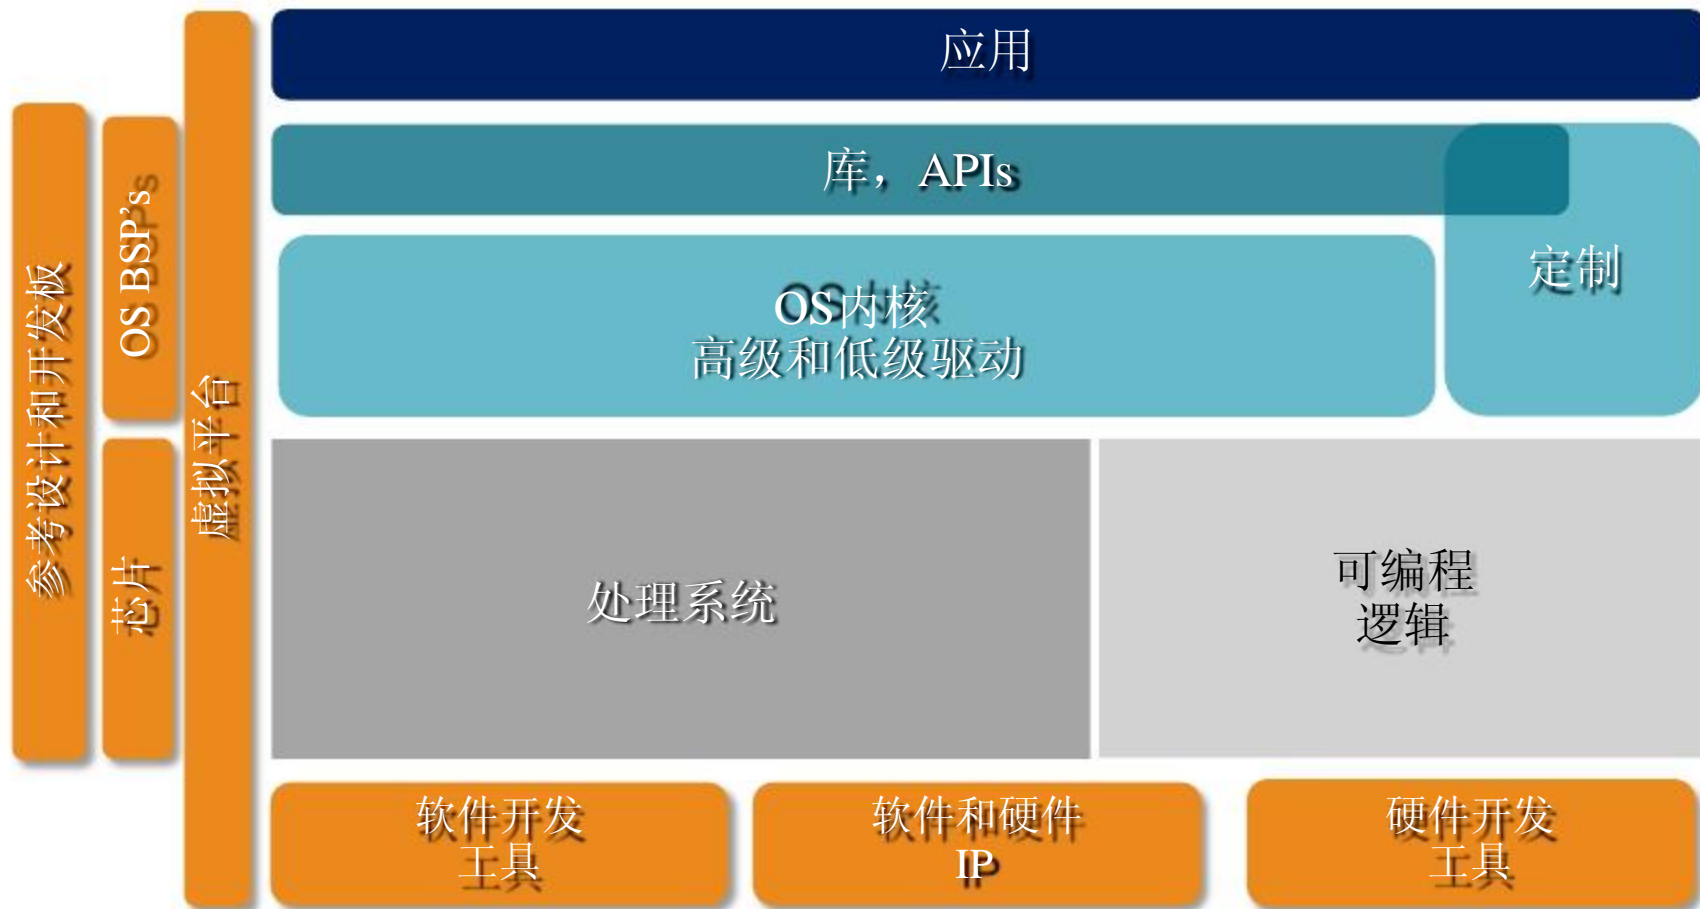 应用
库，APIs
定制
OS内核
高级和低级驱动
处理系统
可编程
逻辑
参考设计和开发板
OS BSP’s
芯片
虚拟平台
软件开发
工具
软件和硬件
IP
硬件开发
工具